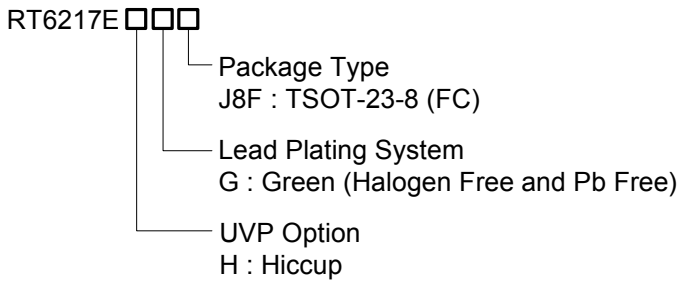 RT6217E
Package Type
J8F : TSOT-23-8 (FC)
Lead Plating System
G : Green (Halogen Free and Pb Free)
UVP Option
H : Hiccup